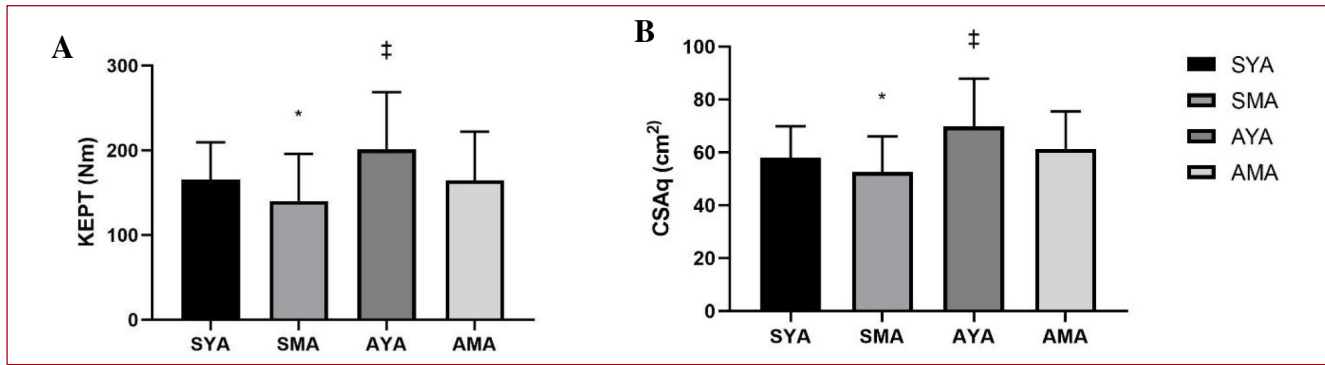 A
‡
300
*
200
100
0
KEPT (Nm)
SYA SMA AYA AMA
B
‡
100
*
80
60
40
20
0
CSAq (cm²)
SYA SMA AYA AMA
SYA
SMA
AYA
AMA